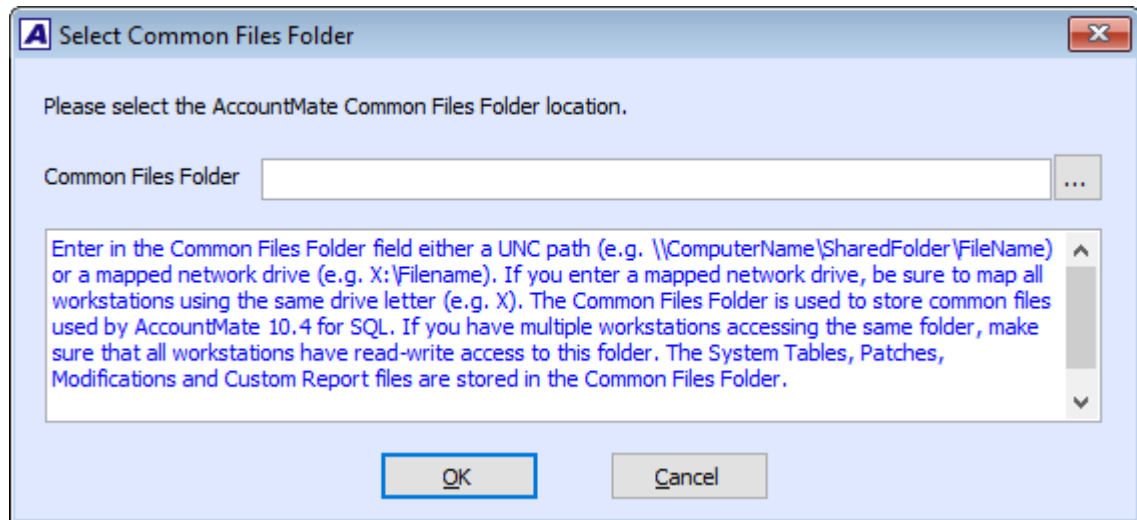 Select Common Files Folder
Please select the AccountMate Common Files Folder location.
Common Files Folder
...
Enter in the Common Files Folder field either a UNC path (e.g. \\ComputerName\SharedFolder\FileName)
or a mapped network drive (e.g. X:\Filename). If you enter a mapped network drive, be sure to map all
workstations using the same drive letter (e.g. X). The Common Files Folder is used to store common files
used by AccountMate 10.4 for SQL. If you have multiple workstations accessing the same folder, make
sure that all workstations have read-write access to this folder. The System Tables, Patches,
Modifications and Custom Report files are stored in the Common Files Folder.
OK Cancel